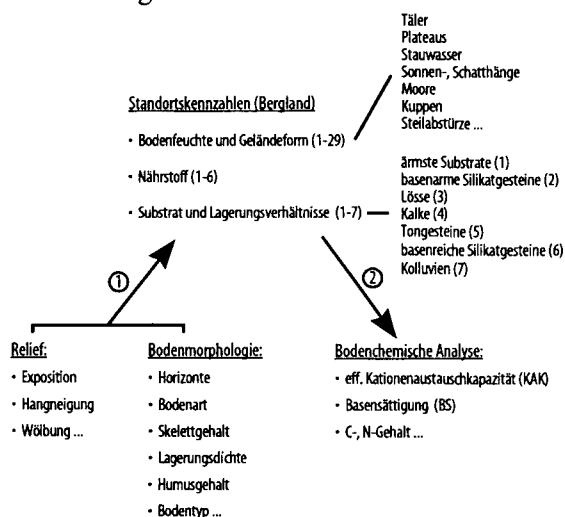 Täler
Plateaus
Stauwasser
Sonnen-, Schatthänge
Moore
Kuppen
Steilabstürze ...
Standortskennzahlen (Bergland)
• Bodenfeuchte und Geländeform (1-29)
• Nährstoff (1-6)
• Substrat und Lagerungsverhältnisse (1-7)
ärmste Substrate (1)
basenarme Silikatgesteine (2)
Lösse (3)
Kalke (4)
Tongesteine (5)
basenreiche Silikatgesteine (6)
Kolluvien (7)
①
②
Relief:
• Exposition
• Hangneigung
• Wölbung ...
Bodenmorphologie:
• Horizonte
• Bodenart
• Skelettgehalt
• Lagerungsdichte
• Humusgehalt
• Bodentyp ...
Bodenchemische Analyse:
• eff. Kationenaustauschkapazität (KAK)
• Basensättigung (BS)
• C-, N-Gehalt ...